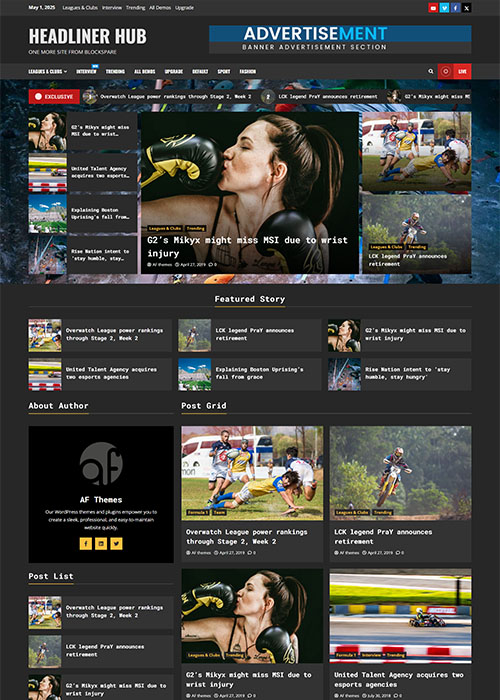 May 1, 2025 Leagues & Clubs Interview Trending All Demos Upgrade
HEADLINER HUB
ONE MORE SITE FROM BLOCKSPARE
ADVERTISEMENT
BANNER ADVERTISEMENT SECTION
LEAGUES & CLUBS INTERVIEW TRENDING ALL DEMOS UPGRADE DEFAULT SPORT FASHION LIVE
EXCLUSIVE Overwatch League power rankings through Stage 2, Week 2 2 LCK legend PraY announces retirement G2's Mikyx might miss MS
G2's Mikyx might miss
MSI due to wrist…
United Talent Agency
acquires two esports…
Explaining Boston
Uprising's fall from…
Rise Nation intent to
'stay humble, stay…
Leagues & Clubs Trending
G2's Mikyx might miss MSI due to wrist
injury
AF themes April 27, 2019 0
Leagues & Clubs Trending
LCK legend PraY announces
retirement
Featured Story
Overwatch League power rankings
through Stage 2, Week 2
LCK legend PraY announces
retirement
G2's Mikyx might miss MSI due to
wrist injury
United Talent Agency acquires
two esports agencies
Explaining Boston Uprising's
fall from grace
Rise Nation intent to 'stay
humble, stay hungry'
About Author
af
AF Themes
Our WordPress themes and plugins empower you to
create a sleek, professional, and easy-to-maintain
website quickly.
Post List
Overwatch League power rankings
through Stage 2, Week 2
LCK legend PraY announces
retirement
G2's Mikyx might miss MSI due to
wrist injury
Post Grid
Formula 1 Team
Overwatch League power rankings
through Stage 2, Week 2
AF themes April 27, 2019 0
Leagues & Clubs Trending
LCK legend PraY announces
retirement
AF themes April 27, 2019 0
Leagues & Clubs Trending
G2's Mikyx might miss MSI due to
wrist injury
AF themes April 27, 2019 0
Formula 1 Interview Trending
United Talent Agency acquires two
esports agencies
AF themes July 30, 2018 0